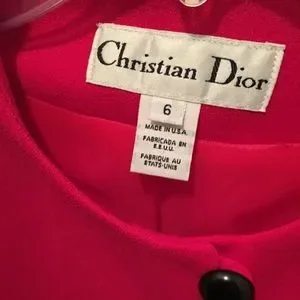 Christian Dior
6
MADE IN U.S.A.
FABRICADA EN
E.E.U.U.
FABRIQUE AU
ETATS-UNIS